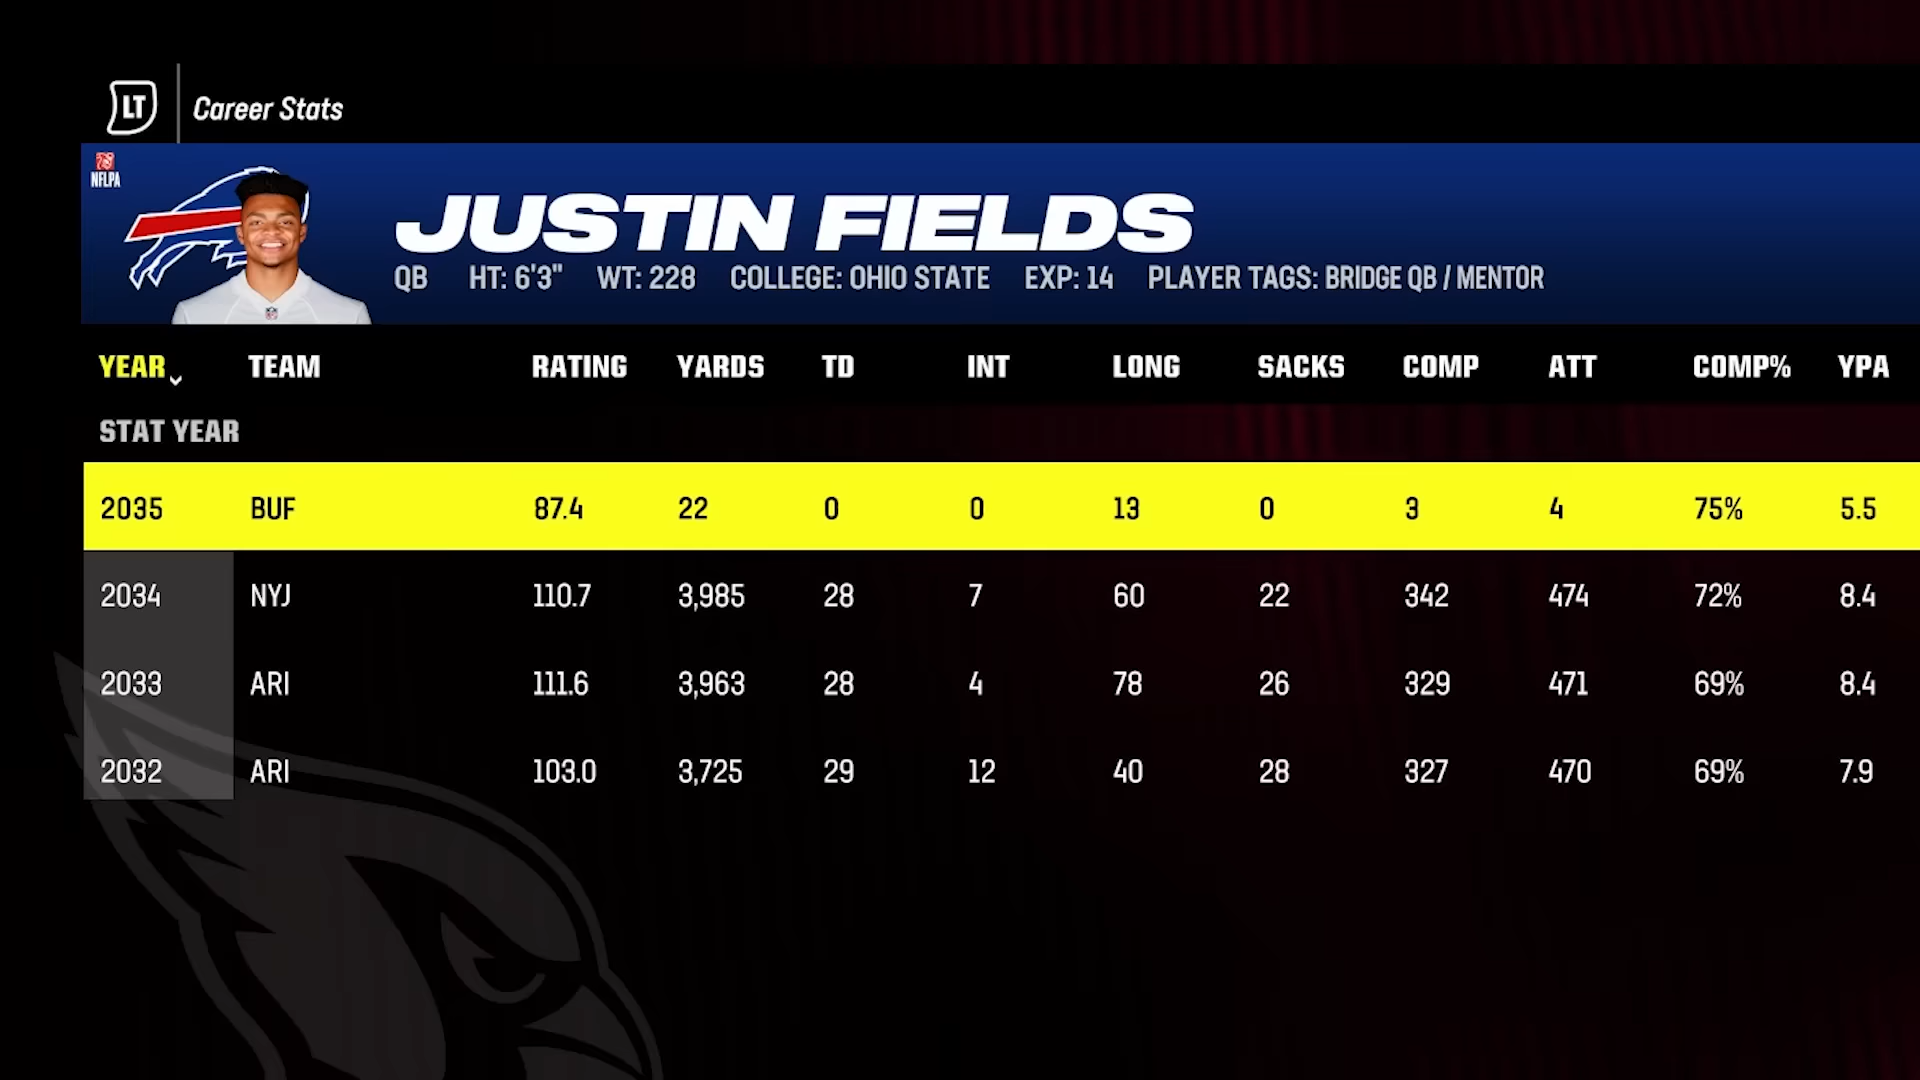 LT Career Stats
NFLPA
JUSTIN FIELDS
QB HT: 6'3" WT: 228 COLLEGE: OHIO STATE EXP: 14 PLAYER TAGS: BRIDGE QB / MENTOR
YEAR TEAM RATING YARDS TD INT LONG SACKS COMP ATT COMP% YPA
STAT YEAR
2035 BUF 87.4 22 0 0 13 0 3 4 75% 5.5
2034 NYJ 110.7 3,985 28 7 60 22 342 474 72% 8.4
2033 ARI 111.6 3,963 28 4 78 26 329 471 69% 8.4
2032 ARI 103.0 3,725 29 12 40 28 327 470 69% 7.9